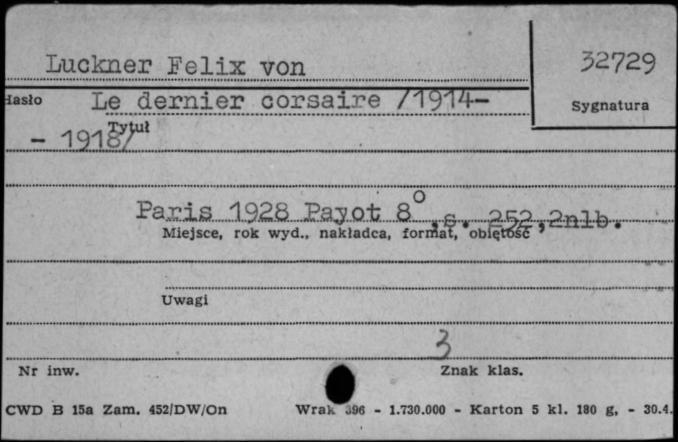 Luckner Felix von
32729
Hasło
Le dernier corsaire /1914-
Sygnatura
- 1918/
Tytuł
Paris 1928 Payot 8°,s. 252,2nlb.
Miejsce, rok wyd., nakładca, format, objętość
Uwagi
3
Nr inw.
Znak klas.
CWD B 15a Zam. 452/DW/On
Wrak 396 - 1.730.000 - Karton 5 kl. 180 g, - 30.4.